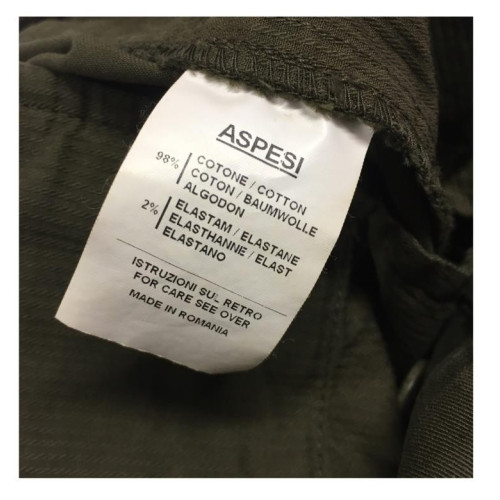 ASPESI
98% COTONE / COTTON
COTON / BAUMWOLLE
ALGODON
2% ELASTAM / ELASTANE
ELASTHANNE / ELAST
ELASTANO
ISTRUZIONI SUL RETRO
FOR CARE SEE OVER
MADE IN ROMANIA